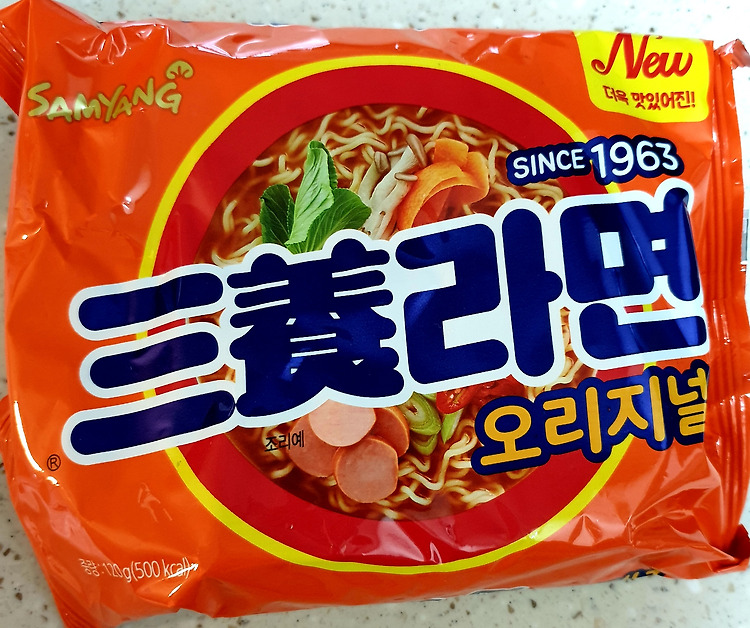 SAMYANG
New
더욱 맛있어진!
SINCE 1963
三養라면
오리지널
조리예
®
중량: 120g(500 kcal)